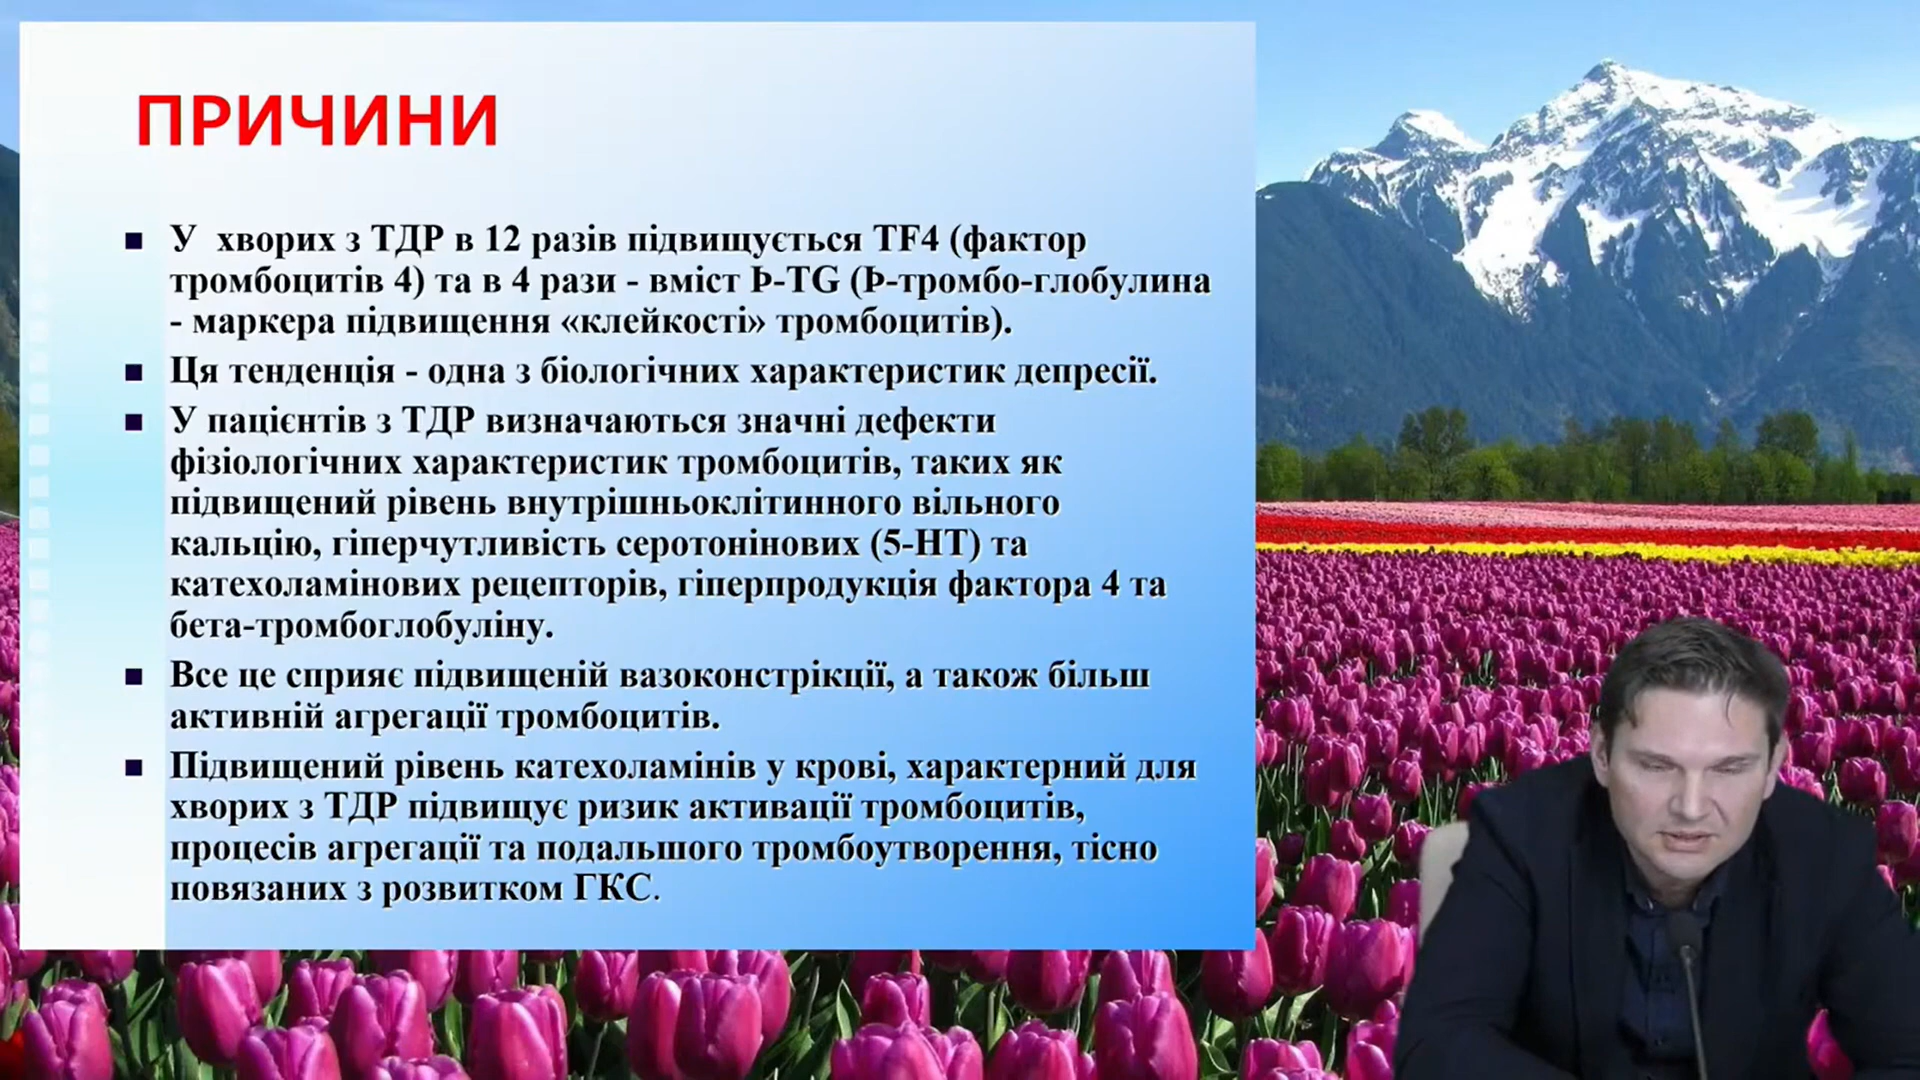 ПРИЧИНИ
У хворих з ТДР в 12 разів підвищується TF4 (фактор
тромбоцитів 4) та в 4 рази - вміст Þ-TG (Þ-тромбо-глобулина
- маркера підвищення «клейкості» тромбоцитів).
Ця тенденція - одна з біологічних характеристик депресії.
У пацієнтів з ТДР визначаються значні дефекти
фізіологічних характеристик тромбоцитів, таких як
підвищений рівень внутрішньоклітинного вільного
кальцію, гіперчутливість серотонінових (5-НТ) та
катехоламінових рецепторів, гіперпродукція фактора 4 та
бета-тромбоглобуліну.
Все це сприяє підвищеній вазоконстрікції, а також більш
активній агрегації тромбоцитів.
Підвищений рівень катехоламінів у крові, характерний для
хворих з ТДР підвищує ризик активації тромбоцитів,
процесів агрегації та подальшого тромбоутворення, тісно
повязаних з розвитком ГКС.